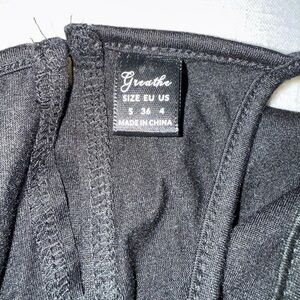 Greathe
SIZE EU US
S 36 4
MADE IN CHINA